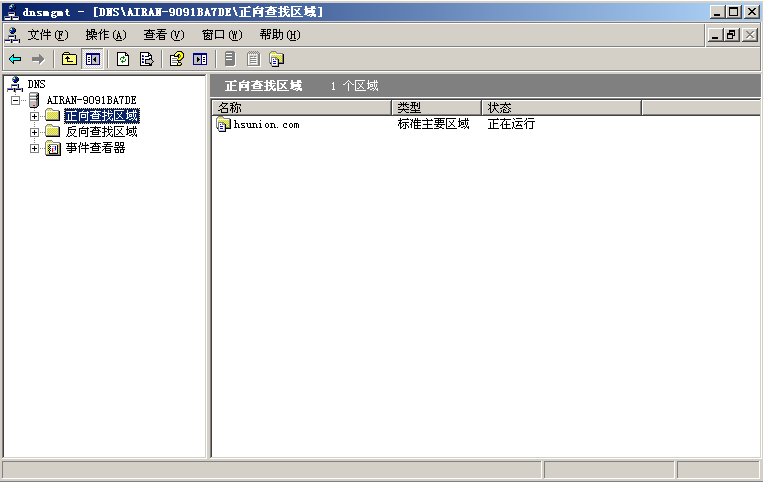 dnsmgmt - [DNS\AIRAN-9091BA7DE\正向查找区域]
文件(F) 操作(A) 查看(V) 窗口(W) 帮助(H)
DNS
AIRAN-9091BA7DE
正向查找区域
反向查找区域
事件查看器
正向查找区域 1 个区域
名称 类型 状态
hsunion.com 标准主要区域 正在运行